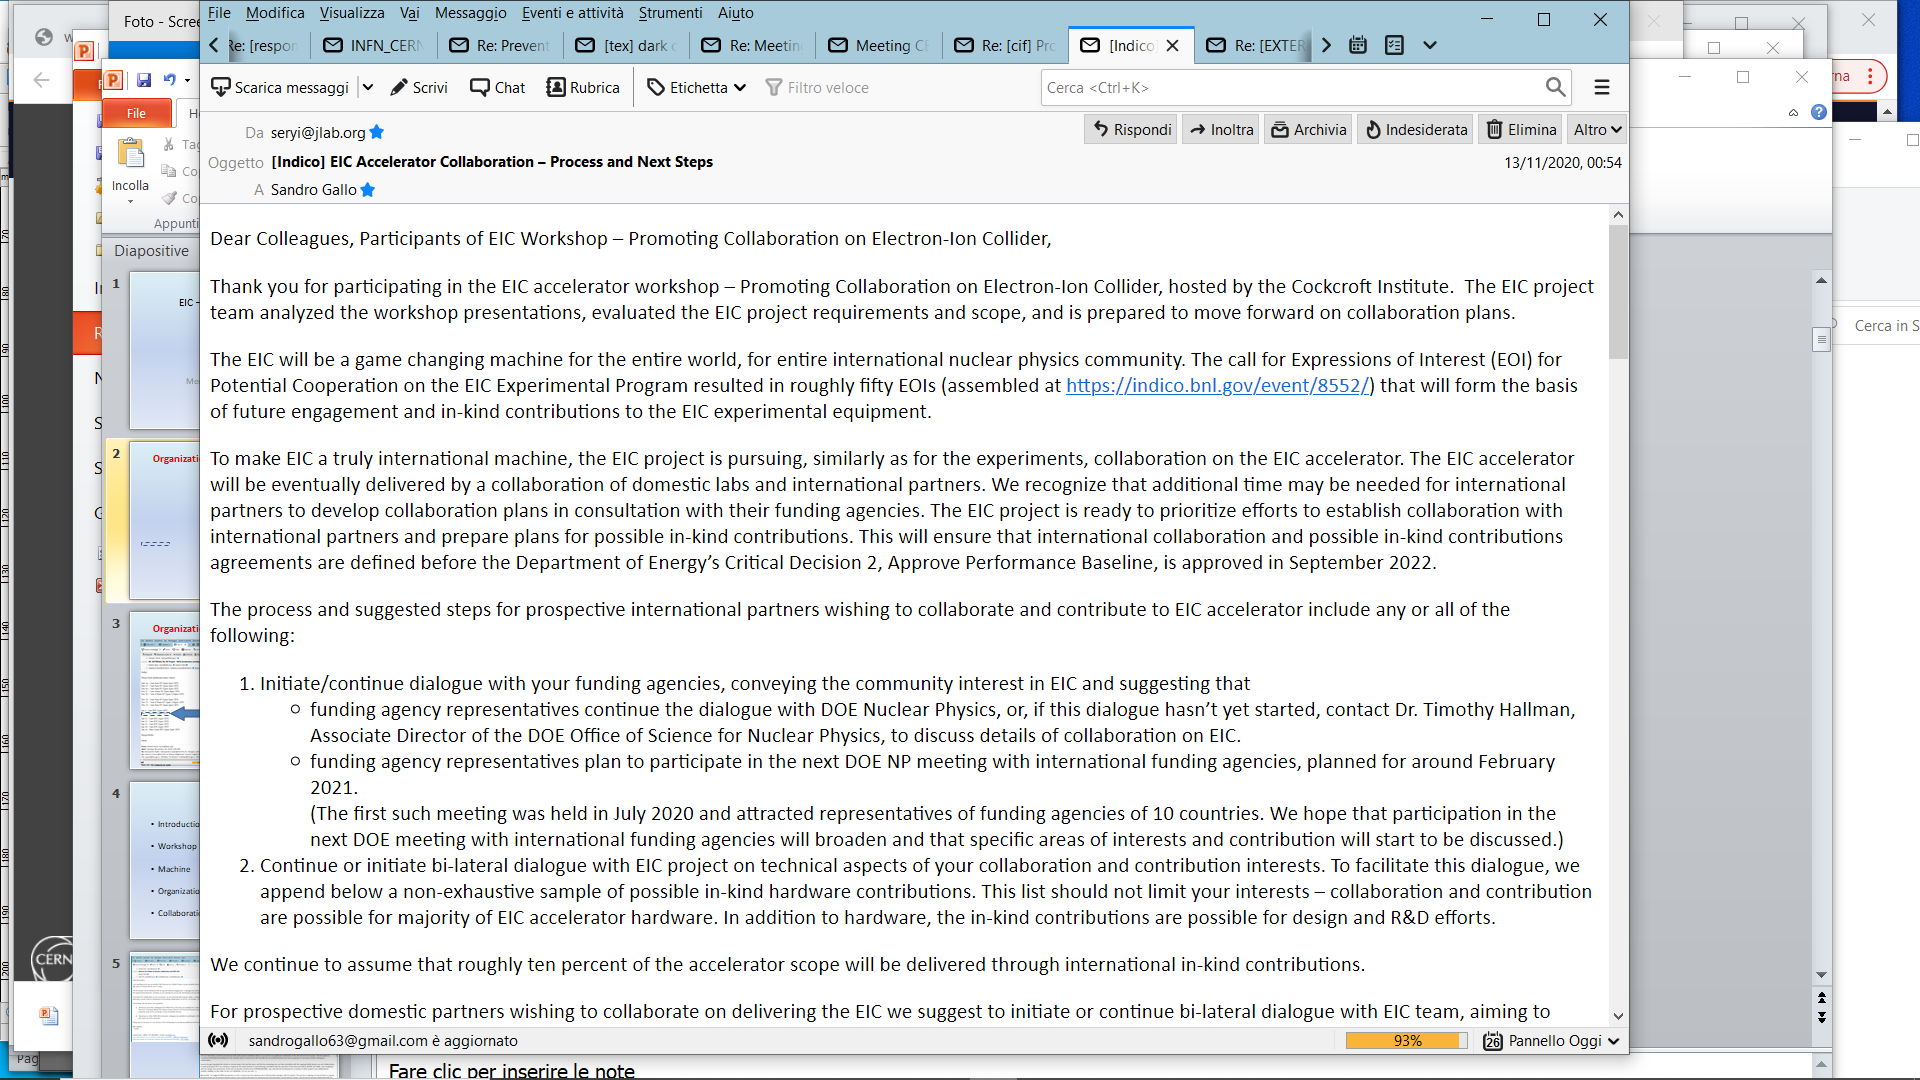 Foto - Scree
File Modifica Visualizza Vai Messaggio Eventi e attività Strumenti Aiuto
Re: [respon INFN_CERN Re: Prevent [tex] dark Re: Meetin Meeting CE Re: [cif] Pro [Indico Re: [EXTER
Scarica messaggi Scrivi Chat Rubrica Etichetta Filtro veloce Cerca <Ctrl+K>
Da seryi@jlab.org
Rispondi Inoltra Archivia Indesiderata Elimina Altro
Oggetto [Indico] EIC Accelerator Collaboration – Process and Next Steps 13/11/2020, 00:54
A Sandro Gallo
Dear Colleagues, Participants of EIC Workshop – Promoting Collaboration on Electron-Ion Collider,
Thank you for participating in the EIC accelerator workshop – Promoting Collaboration on Electron-Ion Collider, hosted by the Cockcroft Institute. The EIC project
team analyzed the workshop presentations, evaluated the EIC project requirements and scope, and is prepared to move forward on collaboration plans.
The EIC will be a game changing machine for the entire world, for entire international nuclear physics community. The call for Expressions of Interest (EOI) for
Potential Cooperation on the EIC Experimental Program resulted in roughly fifty EOIs (assembled at https://indico.bnl.gov/event/8552/) that will form the basis
of future engagement and in-kind contributions to the EIC experimental equipment.
To make EIC a truly international machine, the EIC project is pursuing, similarly as for the experiments, collaboration on the EIC accelerator. The EIC accelerator
will be eventually delivered by a collaboration of domestic labs and international partners. We recognize that additional time may be needed for international
partners to develop collaboration plans in consultation with their funding agencies. The EIC project is ready to prioritize efforts to establish collaboration with
international partners and prepare plans for possible in-kind contributions. This will ensure that international collaboration and possible in-kind contributions
agreements are defined before the Department of Energy’s Critical Decision 2, Approve Performance Baseline, is approved in September 2022.
The process and suggested steps for prospective international partners wishing to collaborate and contribute to EIC accelerator include any or all of the
following:
1. Initiate/continue dialogue with your funding agencies, conveying the community interest in EIC and suggesting that
funding agency representatives continue the dialogue with DOE Nuclear Physics, or, if this dialogue hasn’t yet started, contact Dr. Timothy Hallman,
Associate Director of the DOE Office of Science for Nuclear Physics, to discuss details of collaboration on EIC.
funding agency representatives plan to participate in the next DOE NP meeting with international funding agencies, planned for around February
2021.
(The first such meeting was held in July 2020 and attracted representatives of funding agencies of 10 countries. We hope that participation in the
next DOE meeting with international funding agencies will broaden and that specific areas of interests and contribution will start to be discussed.)
2. Continue or initiate bi-lateral dialogue with EIC project on technical aspects of your collaboration and contribution interests. To facilitate this dialogue, we
append below a non-exhaustive sample of possible in-kind hardware contributions. This list should not limit your interests – collaboration and contribution
are possible for majority of EIC accelerator hardware. In addition to hardware, the in-kind contributions are possible for design and R&D efforts.
We continue to assume that roughly ten percent of the accelerator scope will be delivered through international in-kind contributions.
For prospective domestic partners wishing to collaborate on delivering the EIC we suggest to initiate or continue bi-lateral dialogue with EIC team, aiming to
sandrogallo63@gmail.com è aggiornato 93% 26 Pannello Oggi
File
Incolla
Appunti
Diapositive
1
EIC –
2
Organizati
3
Organizati
4
• Introductio
• Workshop
• Machine
• Organizatio
• Collaborati
5
CERN
Pag
Cerca in S
Fare clic per inserire le note